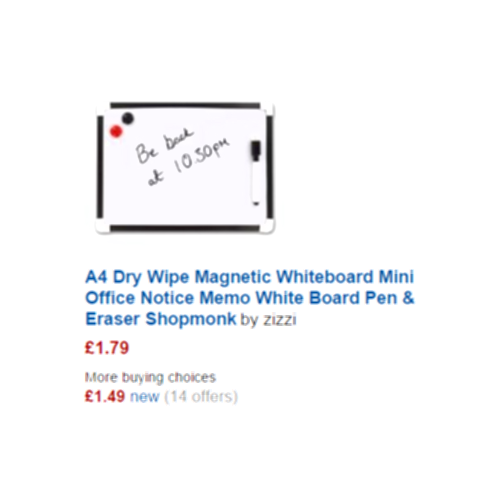 Be back
at 10.30pm
A4 Dry Wipe Magnetic Whiteboard Mini
Office Notice Memo White Board Pen &
Eraser Shopmonk by zizzi
£1.79
More buying choices
£1.49 new (14 offers)